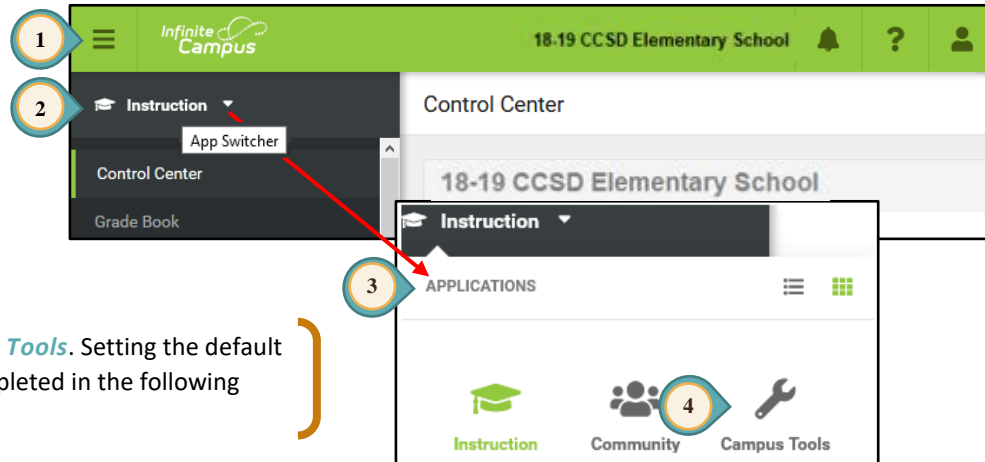 1
Infinite
Campus
18-19 CCSD Elementary School
?
2
Instruction
App Switcher
Control Center
Control Center
18-19 CCSD Elementary School
Grade Book
Instruction
3
APPLICATIONS
Tools. Setting the default
pleted in the following
4
Instruction
Community
Campus Tools